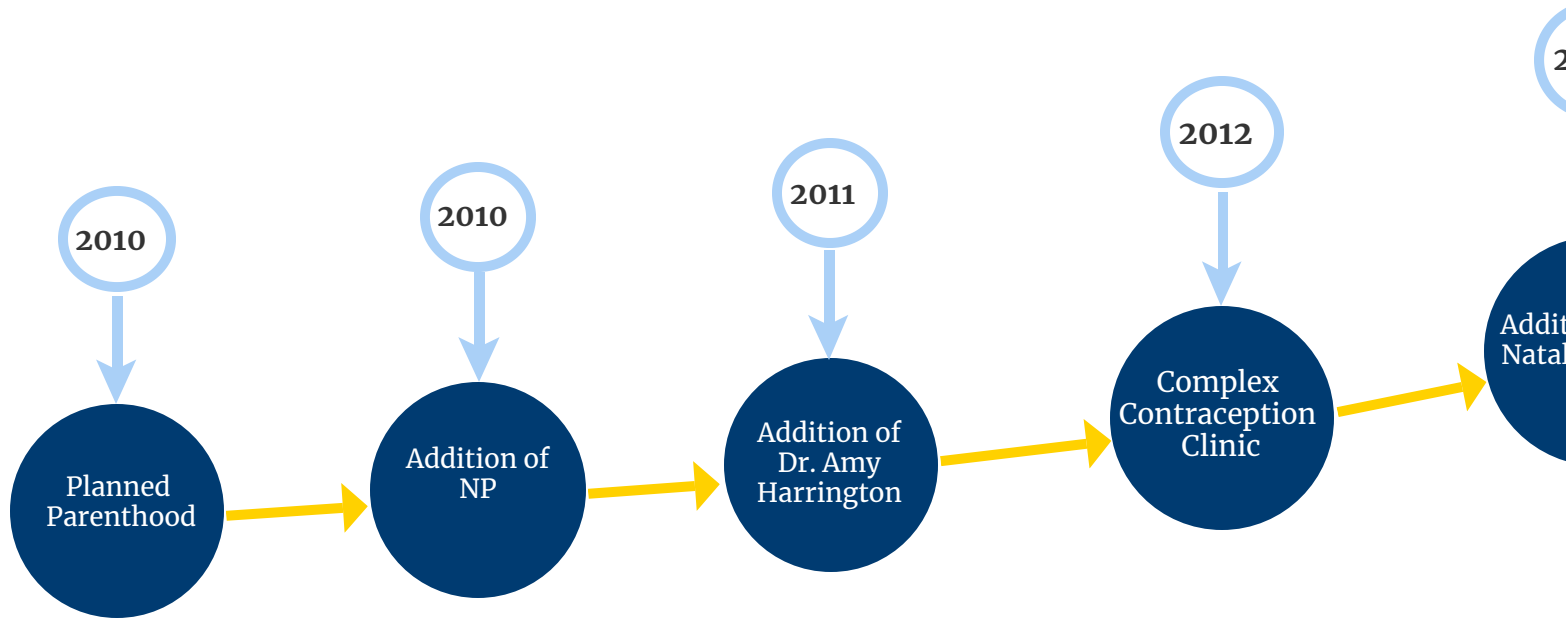 2010
Planned
Parenthood
2010
Addition of
NP
2011
Addition of
Dr. Amy
Harrington
2012
Complex
Contraception
Clinic